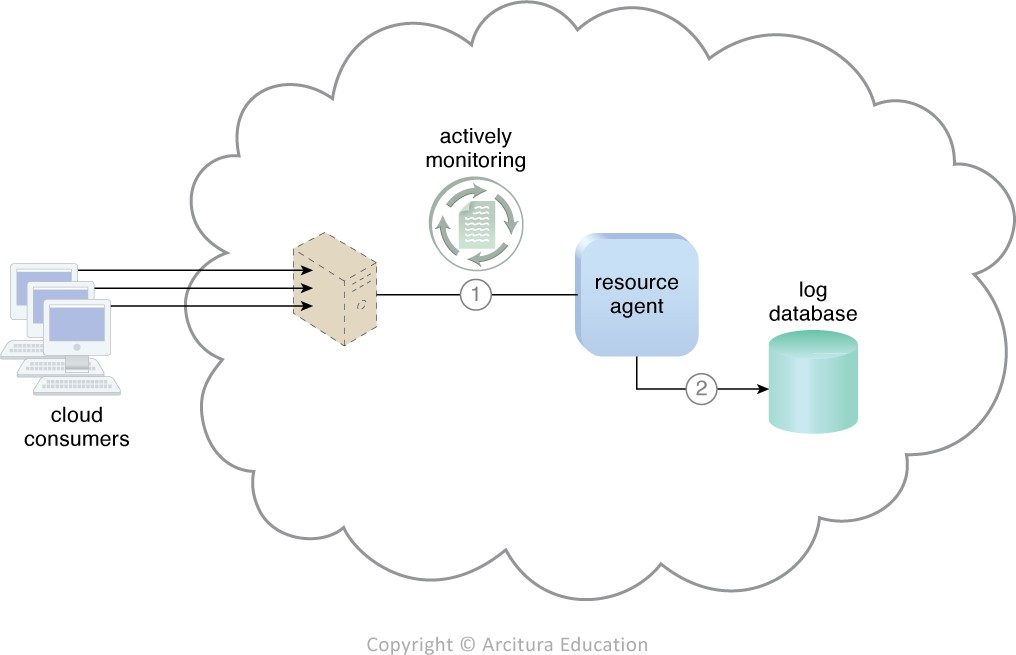 actively
monitoring
1
resource
agent
log
database
2
cloud
consumers
Copyright © Arcitura Education